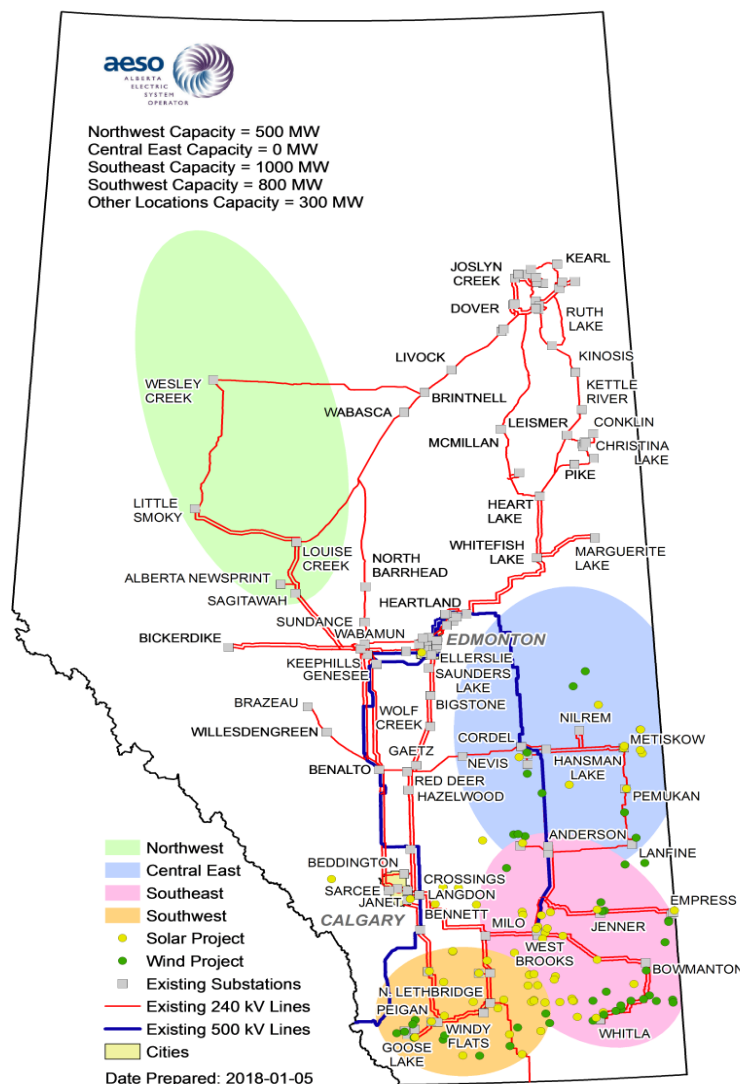 aeso
ALBERTA
ELECTRIC
SYSTEM
OPERATOR
Northwest Capacity = 500 MW
Central East Capacity = 0 MW
Southeast Capacity = 1000 MW
Southwest Capacity = 800 MW
Other Locations Capacity = 300 MW
KEARL
JOSLYN
CREEK
DOVER
RUTH
LAKE
LIVOCK
KINOSIS
WESLEY
CREEK
BRINTNELL
KETTLE
RIVER
WABASCA
LEISMER
CONKLIN
MCMILLAN
CHRISTINA
LAKE
PIKE
HEART
LAKE
LITTLE
SMOKY
LOUISE
CREEK
WHITEFISH
LAKE
MARGUERITE
LAKE
NORTH
BARRHEAD
ALBERTA NEWSPRINT
SAGITAWAH
HEARTLAND
SUNDANCE
WABAMUN
EDMONTON
BICKERDIKE
KEEPHILLS
GENESEE
ELLERSLIE
SAUNDERS
LAKE
BIGSTONE
BRAZEAU
WOLF
CREEK
WILLESDENGREEN
NILREM
CORDEL
METISKOW
GAETZ
NEVIS
HANSMAN
LAKE
BENALTO
RED DEER
HAZELWOOD
PEMUKAN
ANDERSON
LANFINE
Northwest
Central East
Southeast
Southwest
Solar Project
Wind Project
Existing Substations
Existing 240 kV Lines
Existing 500 kV Lines
Cities
Date Prepared: 2018-01-05
BEDDINGTON
CROSSINGS
SARCEE
LANGDON
JANET
BENNETT
CALGARY
MILO
EMPRESS
JENNER
WEST
BROOKS
BOWMANTON
N. LETHBRIDGE
PEIGAN
WINDY
FLATS
GOOSE
LAKE
WHITLA